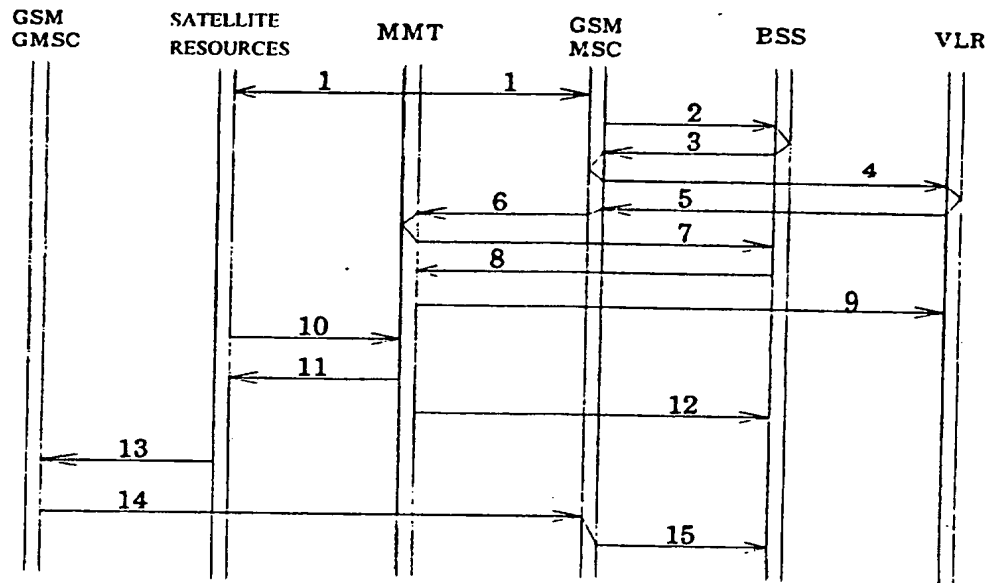 GSM
GMSC
SATELLITE
RESOURCES
MMT
GSM
MSC
BSS
VLR
1
1
2
3
4
5
6
7
8
9
10
11
12
13
14
15